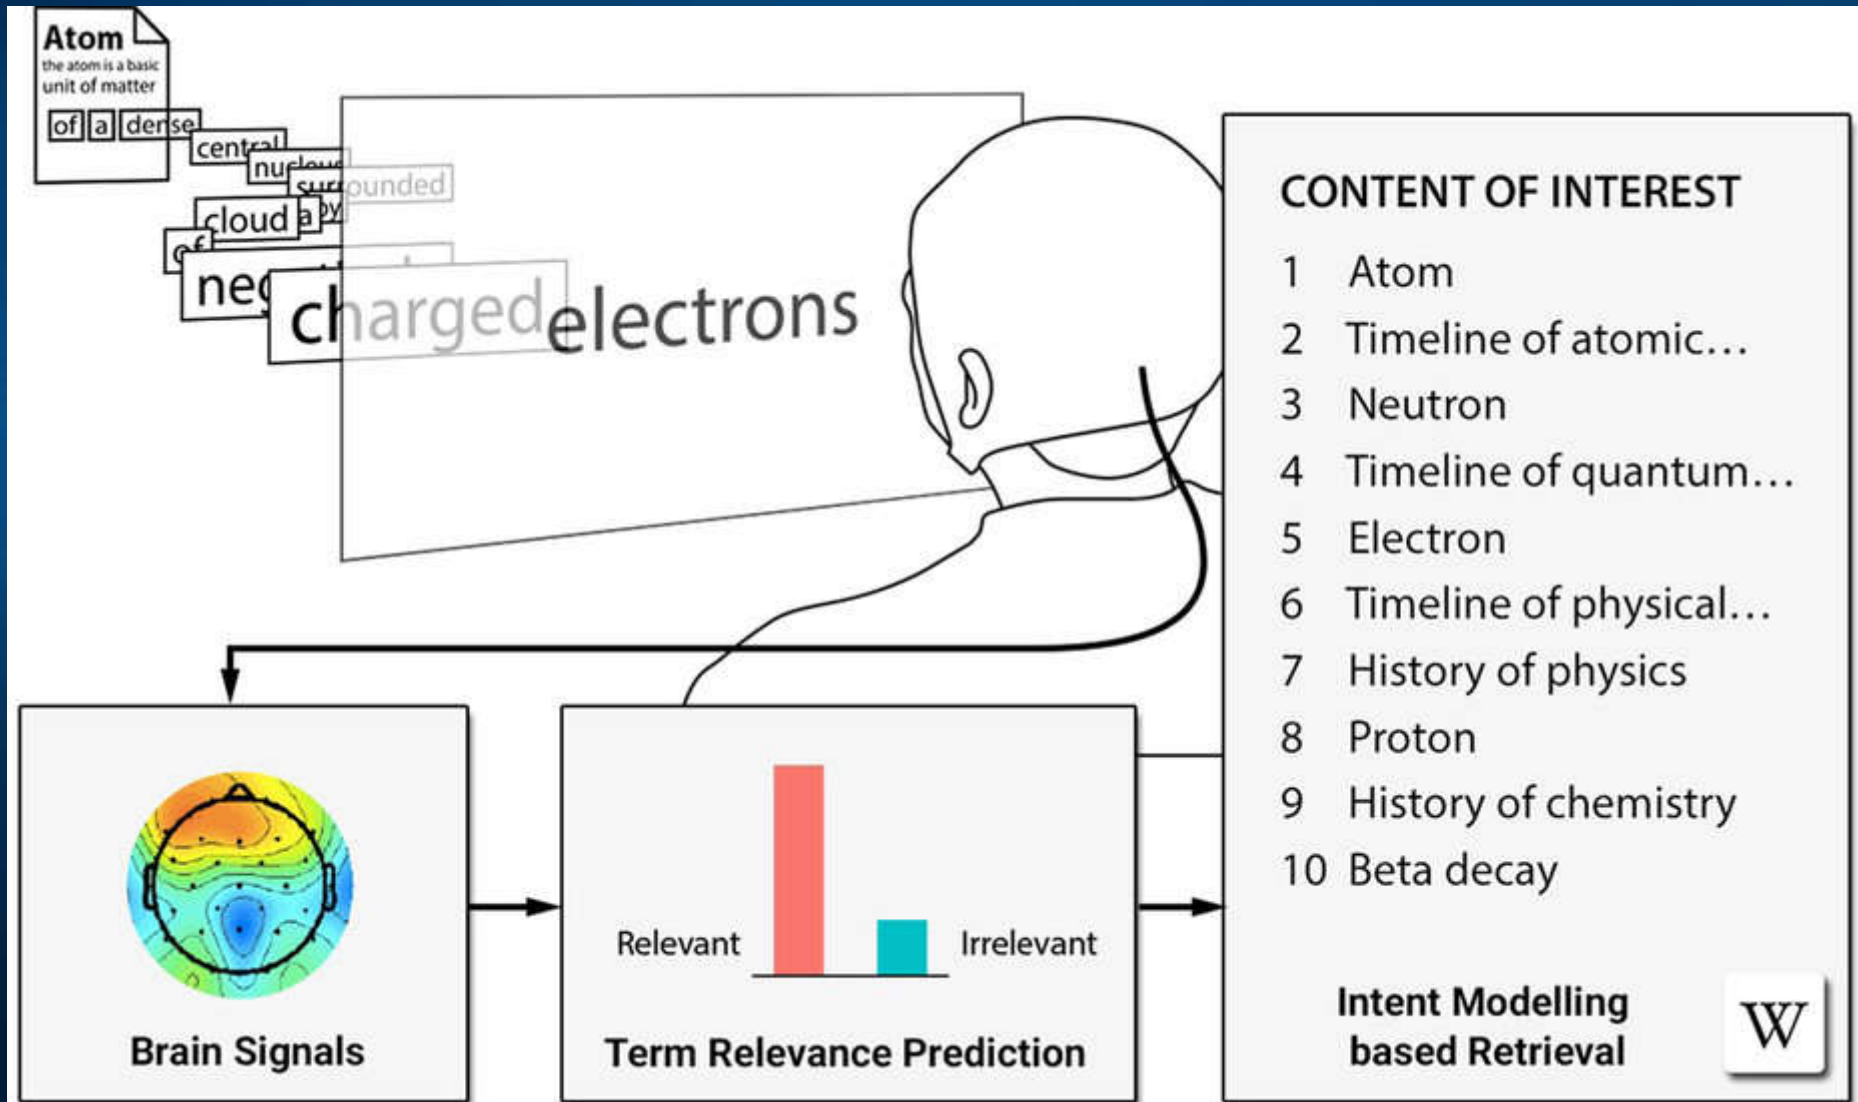 Atom
the atom is a basic
unit of matter
of a dense
central
surrounded
cloud a by
of
charged electrons
CONTENT OF INTEREST
1 Atom
2 Timeline of atomic…
3 Neutron
4 Timeline of quantum…
5 Electron
6 Timeline of physical…
7 History of physics
8 Proton
9 History of chemistry
10 Beta decay
Relevant
Irrelevant
Brain Signals
Term Relevance Prediction
Intent Modelling
based Retrieval
W